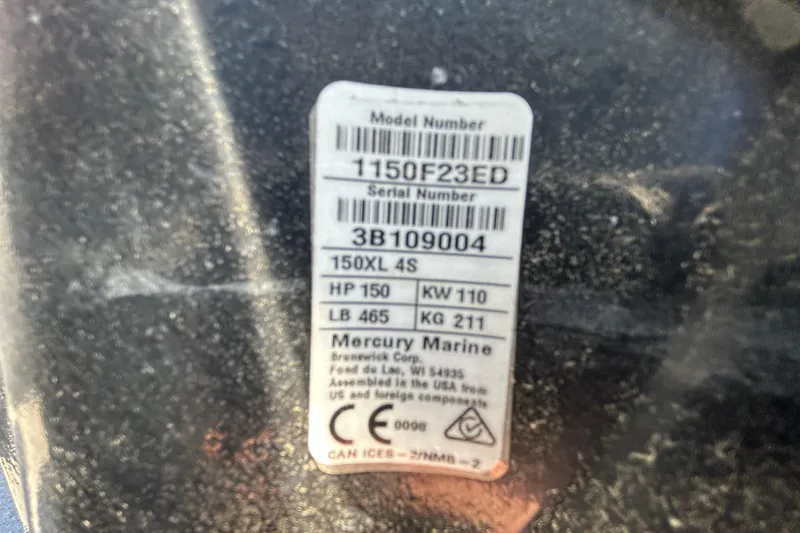 Model Number
1150F23ED
Serial Number
3B109004
150XL 4S
HP 150 KW 110
LB 465 KG 211
Mercury Marine
Brunswick Corp.
Fond du Lac, WI 54935
Assembled in the USA from
US and foreign components
CE 0098
CAN ICES-2/NMB-2